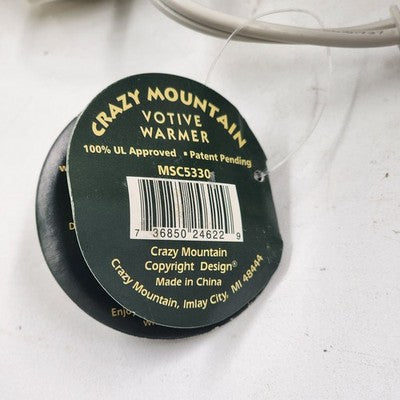 CRAZY MOUNTAIN
VOTIVE
WARMER
100% UL Approved • Patent Pending
MSC5330
7 36850 24622 9
Crazy Mountain
Copyright Design®
Made in China
Crazy Mountain, Imlay City, MI 48444
Enjoy